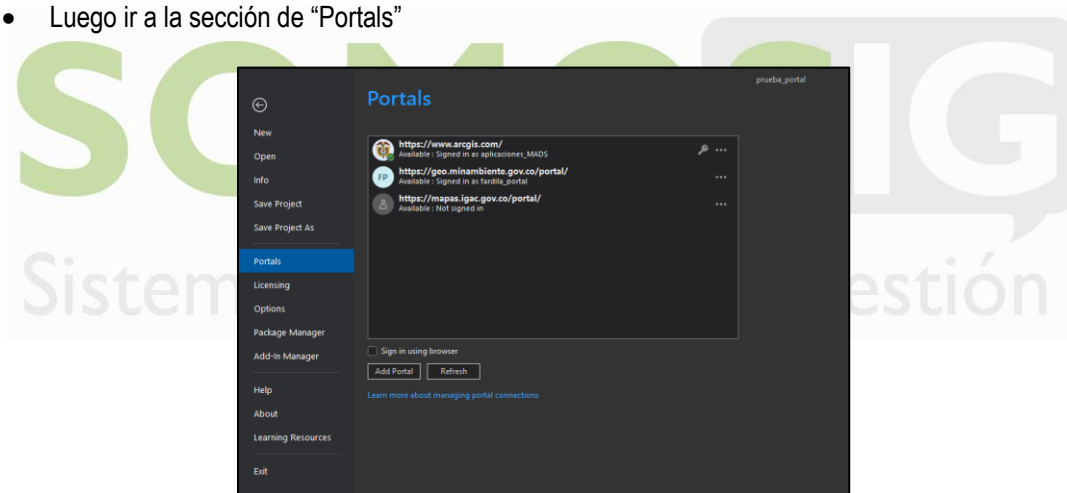 • Luego ir a la sección de “Portals”
SOMOSIG
prueba_portal
Portals
New
Open
Info
Save Project
Save Project As
Portals
Licensing
Options
Package Manager
Add-In Manager
Help
About
Learning Resources
Exit
https://www.arcgis.com/
Available : Signed in as aplicaciones_MADS
FP
https://geo.minambiente.gov.co/portal/
Available : Signed in as fardila_portal
https://mapas.igac.gov.co/portal/
Available : Not signed in
Sign in using browser
Add Portal
Refresh
Learn more about managing portal connections
Sistem
estión